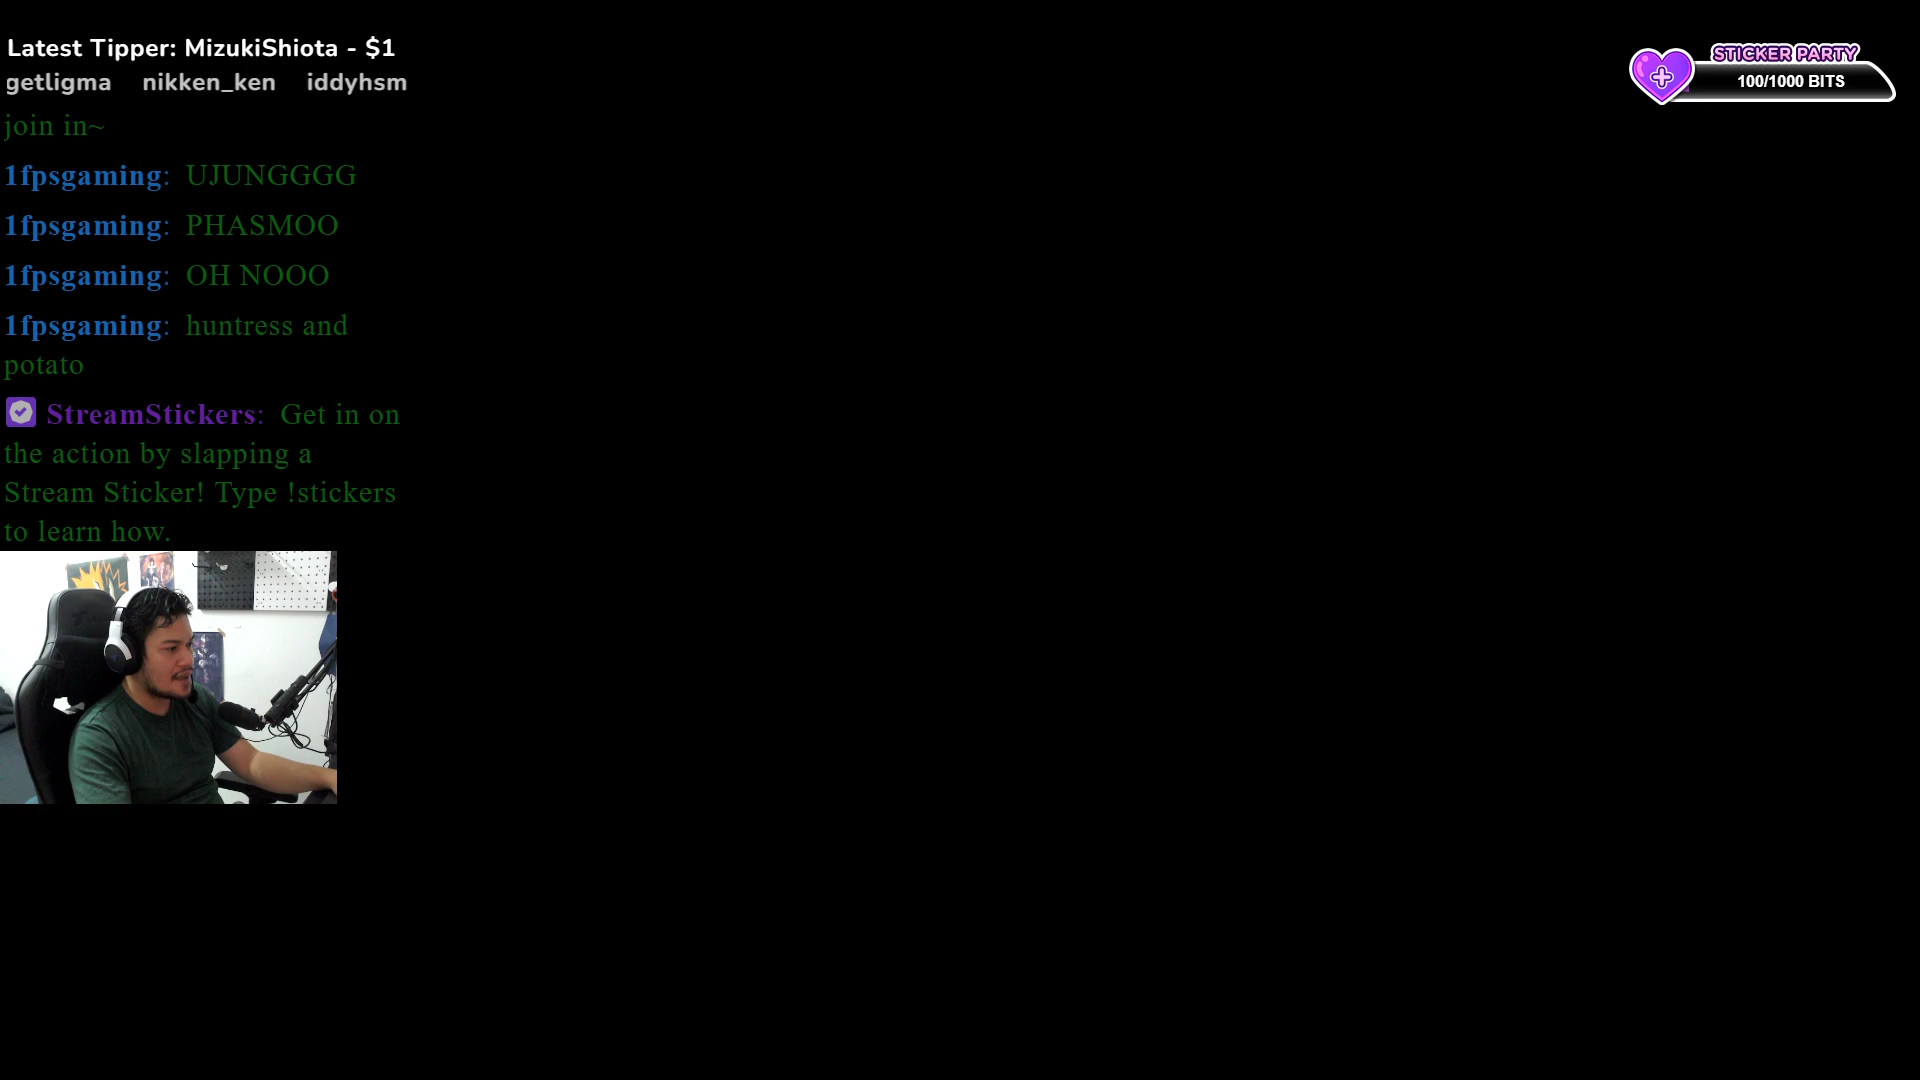 Latest Tipper: MizukiShiota - $1
getligma nikken_ken iddyhsm
join in~
1fpsgaming: UJUNGGGG
1fpsgaming: PHASMOO
1fpsgaming: OH NOOO
1fpsgaming: huntress and
potato
StreamStickers: Get in on
the action by slapping a
Stream Sticker! Type !stickers
to learn how.
STICKER PARTY
100/1000 BITS